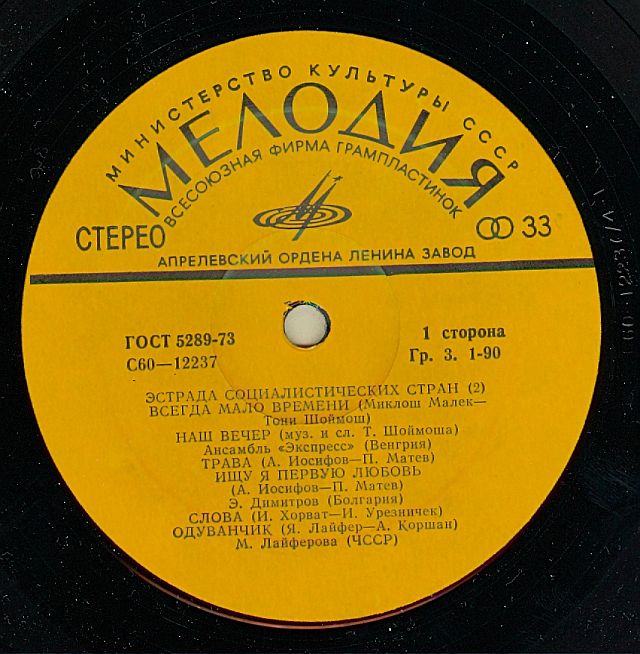 МИНИСТЕРСТВО КУЛЬТУРЫ СССР
МЕЛОДИЯ
ВСЕСОЮЗНАЯ ФИРМА ГРАМПЛАСТИНОК
СТЕРЕО
33
АПРЕЛЕВСКИЙ ОРДЕНА ЛЕНИНА ЗАВОД
ГОСТ 5289-73
1 сторона
С60—12237
Гр. 3. 1-90
ЭСТРАДА СОЦИАЛИСТИЧЕСКИХ СТРАН (2)
ВСЕГДА МАЛО ВРЕМЕНИ (Миклош Малек—
Тони Шоймош)
НАШ ВЕЧЕР (муз. и сл. Т. Шоймоша)
Ансамбль «Экспресс» (Венгрия)
ТРАВА (А. Иосифов—П. Матев)
ИЩУ Я ПЕРВУЮ ЛЮБОВЬ
(А. Иосифов—П. Матев)
Э. Димитров (Болгария)
СЛОВА (И. Хорват—И. Урезничек)
ОДУВАНЧИК (Я. Лайфер—А. Коршан)
М. Лайферова (ЧССР)